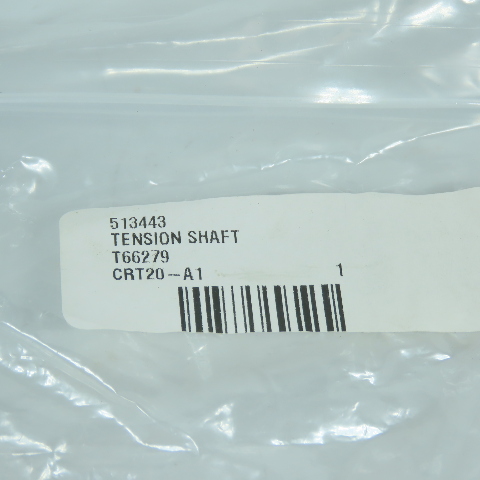 513443
TENSION SHAFT
T66279
CRT20-A1 1